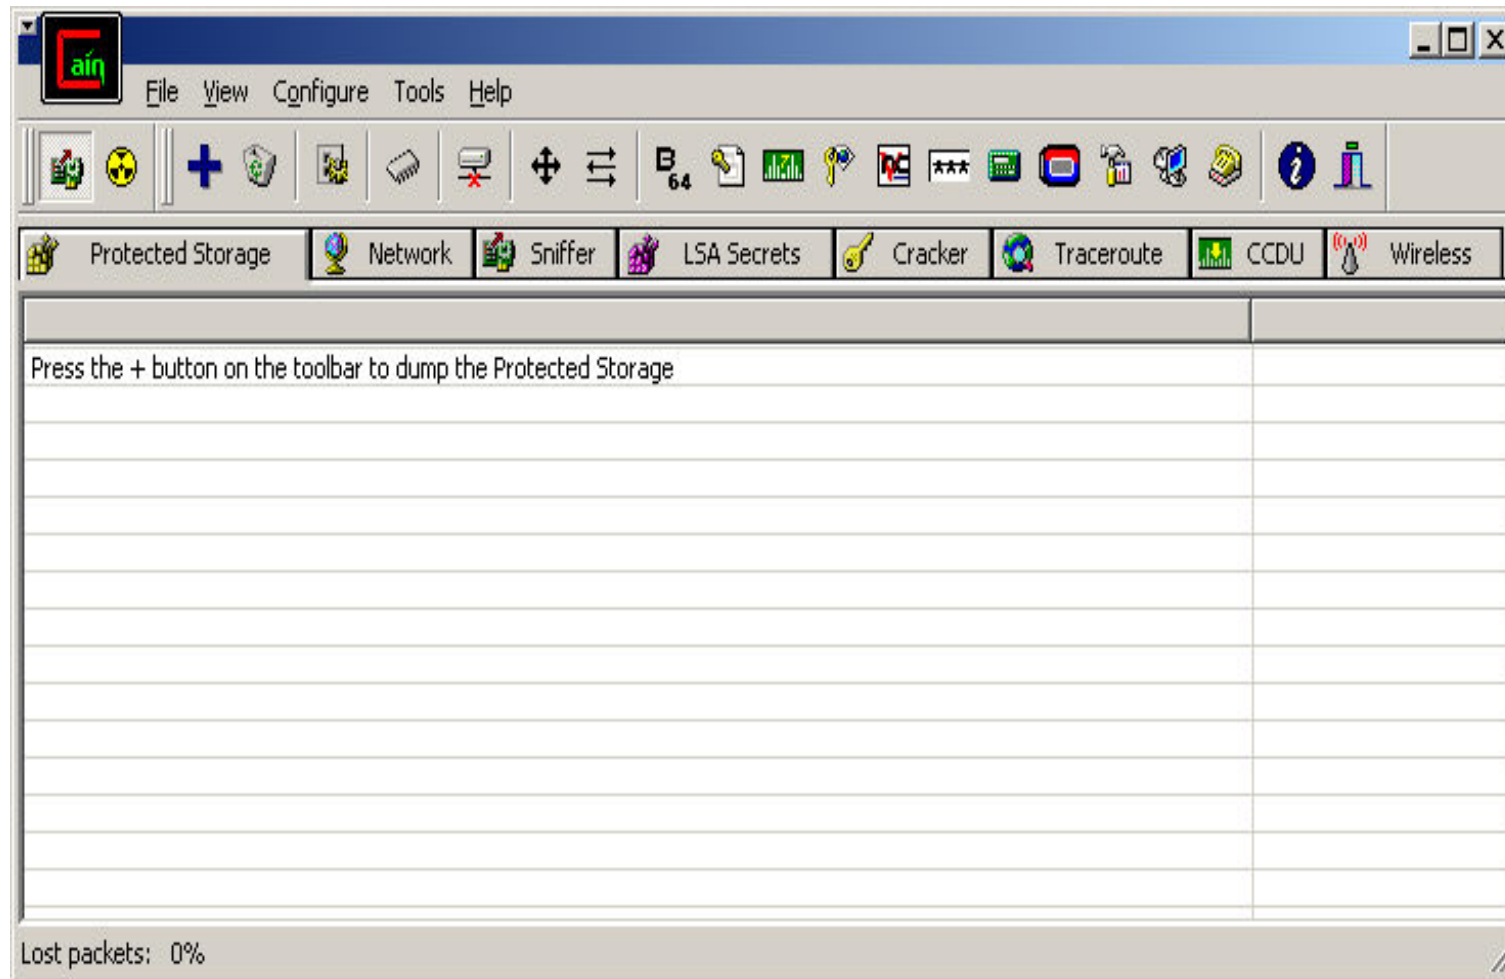 Cain
File View Configure Tools Help
B 64 ***
Protected Storage Network Sniffer LSA Secrets Cracker Traceroute CCDU Wireless
Press the + button on the toolbar to dump the Protected Storage
Lost packets: 0%